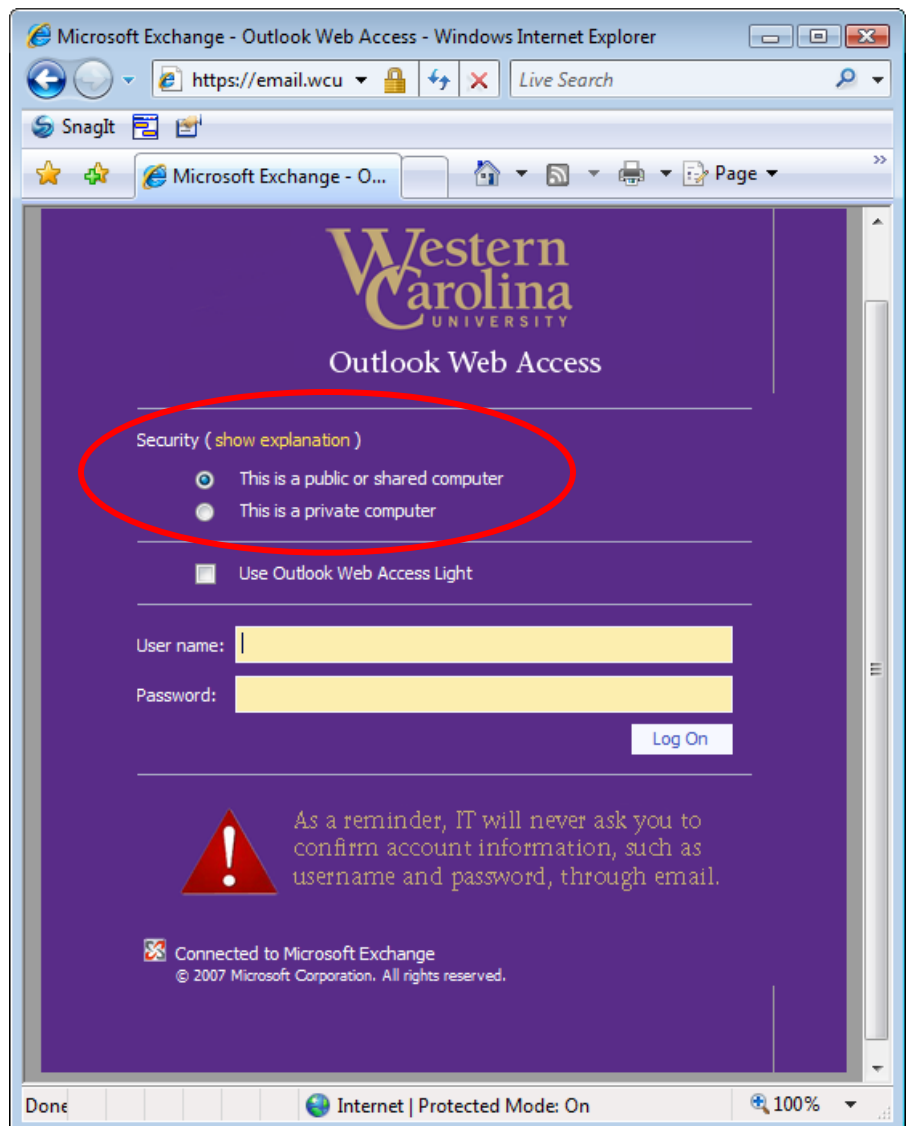 Microsoft Exchange - Outlook Web Access - Windows Internet Explorer
https://email.wcu
Live Search
SnagIt
Microsoft Exchange - O...
Page
Western
Carolina
UNIVERSITY
Outlook Web Access
Security ( show explanation )
This is a public or shared computer
This is a private computer
Use Outlook Web Access Light
User name:
Password:
Log On
As a reminder, IT will never ask you to
confirm account information, such as
username and password, through email.
Connected to Microsoft Exchange
© 2007 Microsoft Corporation. All rights reserved.
Done
Internet | Protected Mode: On
100%